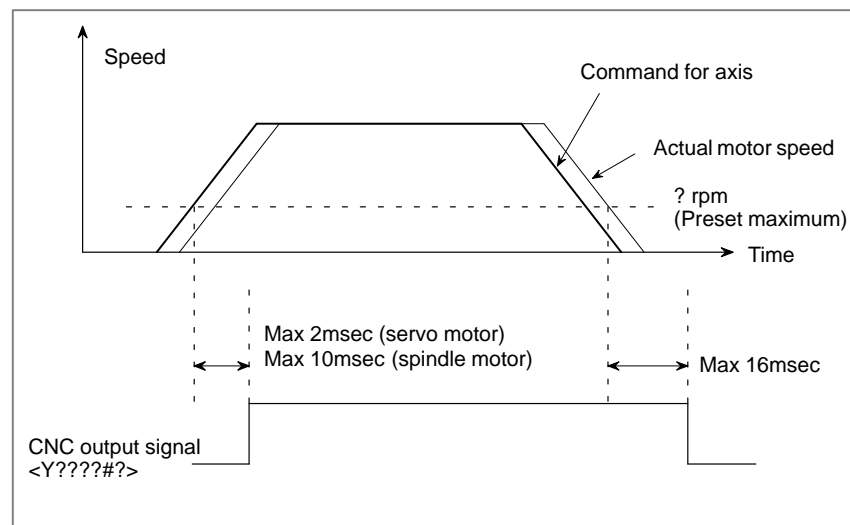 Speed
Command for axis
Actual motor speed
? rpm
(Preset maximum)
Time
Max 2msec (servo motor)
Max 10msec (spindle motor)
Max 16msec
CNC output signal
<Y????#?>